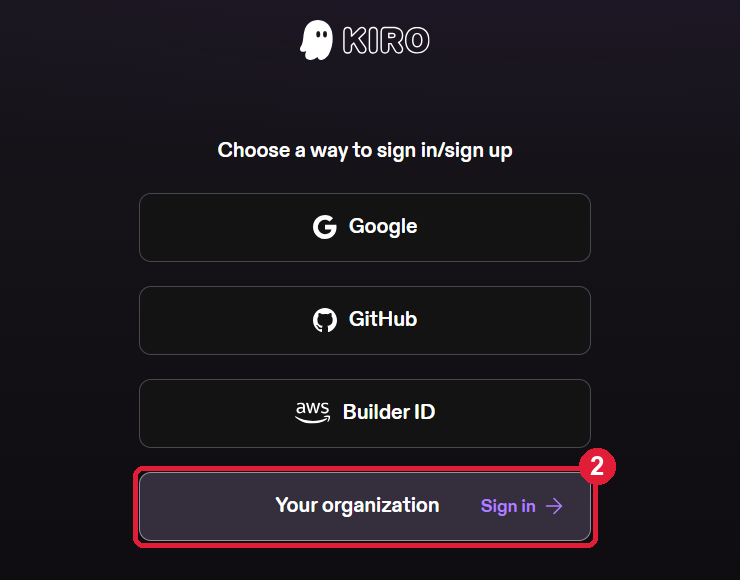 KIRO
Choose a way to sign in/sign up
Google
GitHub
aws Builder ID
2
Your organization Sign in →